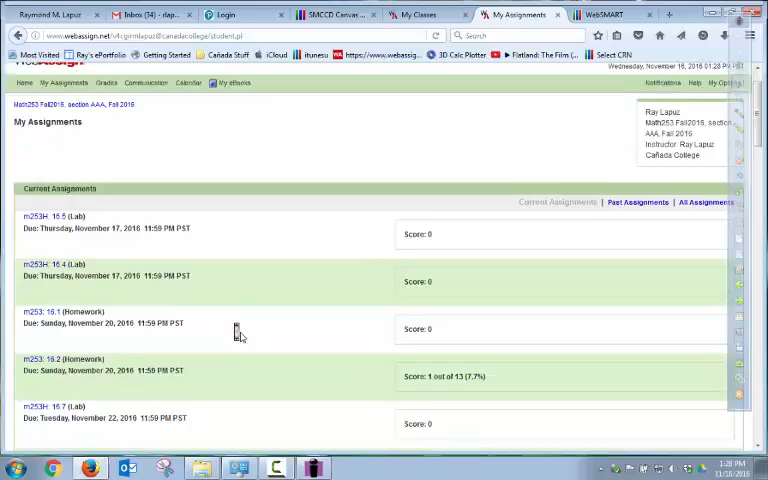 Raymond M. Lapuz
Inbox (34) - rlap...
Login
SMCCD Canvas ...
My Classes
My Assignments
WebSMART
www.webassign.net/v4cgirmlapuz@canadacollege/student.pl
Search
Most Visited
Ray's ePortfolio
Getting Started
Cañada Stuff
iCloud
itunesu
https://www.webassig...
3D Calc Plotter
Flatland: The Film (...
Select CRN
Wednesday, November 16, 2016 01:28 PM PST
Home
My Assignments
Grades
Communication
Calendar
My eBooks
Notifications
Help
My Options
Math253 Fall2016, section AAA, Fall 2016
My Assignments
Ray Lapuz
Math253 Fall2016, section
AAA, Fall 2016
Instructor Ray Lapuz
Cañada College
Current Assignments
Current Assignments | Past Assignments | All Assignments
m253H: 16.5 (Lab)
Due: Thursday, November 17, 2016 11:59 PM PST
Score: 0
m253H: 16.4 (Lab)
Due: Thursday, November 17, 2016 11:59 PM PST
Score: 0
m253: 16.1 (Homework)
Due: Sunday, November 20, 2016 11:59 PM PST
Score: 0
m253: 16.2 (Homework)
Due: Sunday, November 20, 2016 11:59 PM PST
Score: 1 out of 13 (7.7%)
m253H: 16.7 (Lab)
Due: Tuesday, November 22, 2016 11:59 PM PST
Score: 0
1:28 PM
11/16/2016